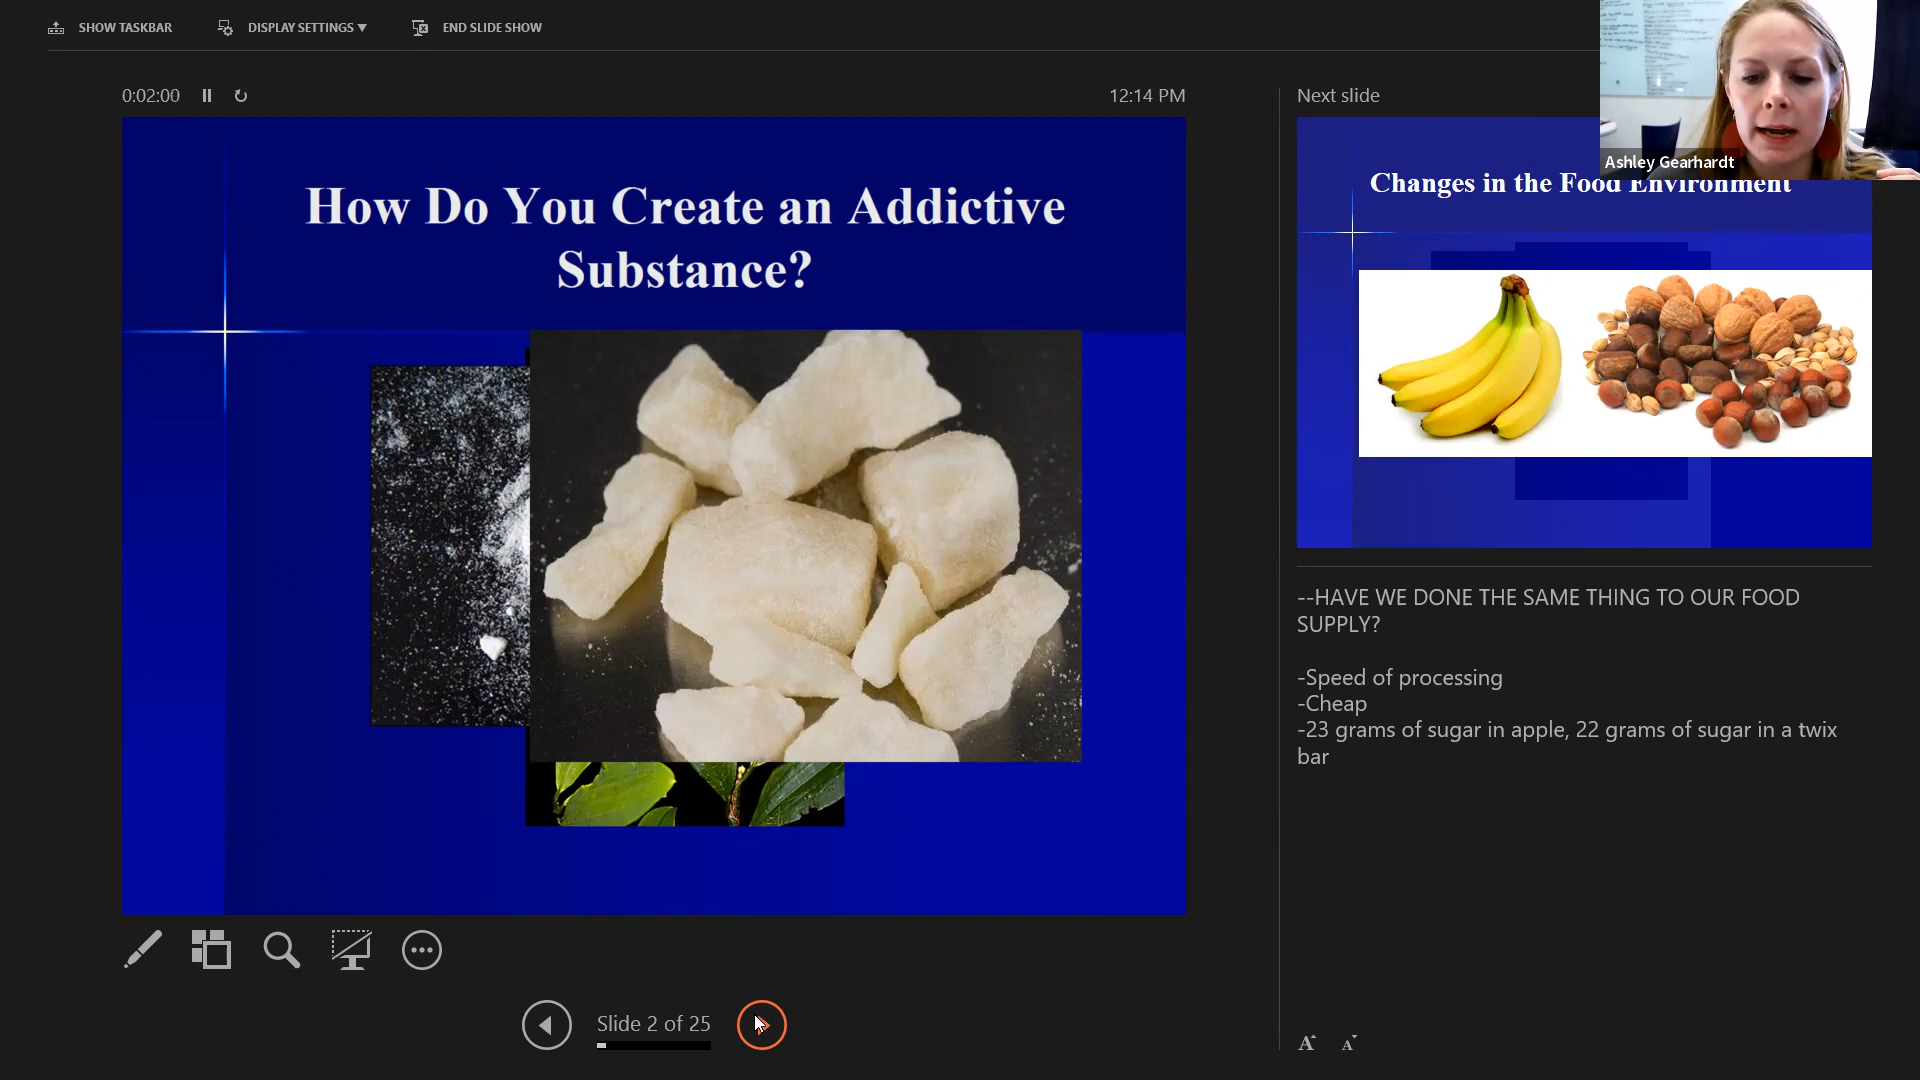 SHOW TASKBAR
DISPLAY SETTINGS
END SLIDE SHOW
0:02:00
12:14 PM
How Do You Create an Addictive
Substance?
Slide 2 of 25
Next slide
Ashley Gearhardt
Changes in the Food Environment
--HAVE WE DONE THE SAME THING TO OUR FOOD
SUPPLY?
-Speed of processing
-Cheap
-23 grams of sugar in apple, 22 grams of sugar in a twix
bar
A A